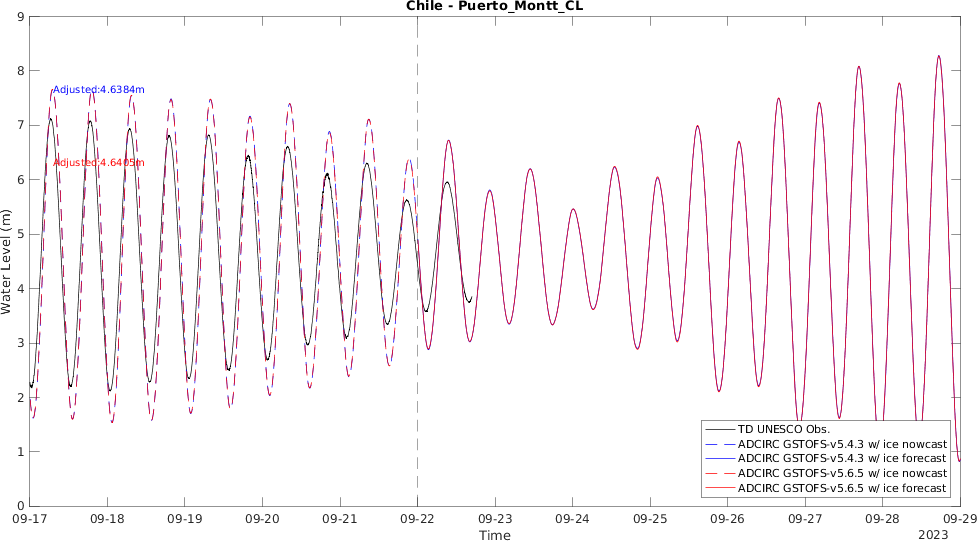 Chile - Puerto_Montt_CL
9
8
7
6
5
4
3
2
1
0
Water Level (m)
Adjusted:4.6384m
Adjusted:4.6405m
TD UNESCO Obs.
ADCIRC GSTOFS-v5.4.3 w/ ice nowcast
ADCIRC GSTOFS-v5.4.3 w/ ice forecast
ADCIRC GSTOFS-v5.6.5 w/ ice nowcast
ADCIRC GSTOFS-v5.6.5 w/ ice forecast
09-17 09-18 09-19 09-20 09-21 09-22 09-23 09-24 09-25 09-26 09-27 09-28 09-29
Time
2023